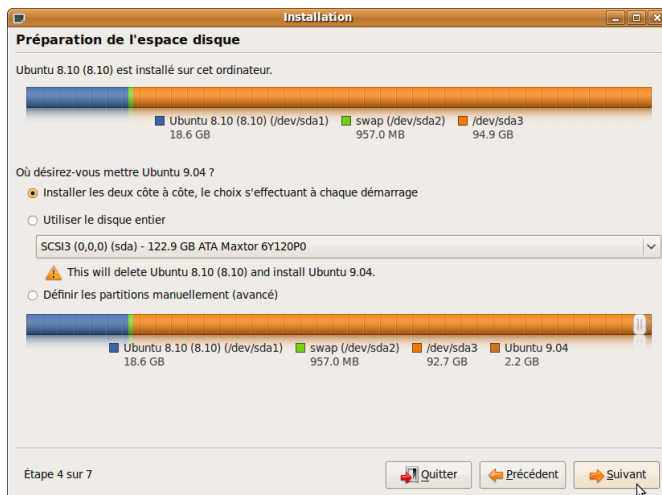 Installation
Préparation de l'espace disque
Ubuntu 8.10 (8.10) est installé sur cet ordinateur.
Ubuntu 8.10 (8.10) (/dev/sda1) swap (/dev/sda2) /dev/sda3
18.6 GB 957.0 MB 94.9 GB
Où désirez-vous mettre Ubuntu 9.04 ?
Installer les deux côte à côte, le choix s'effectuant à chaque démarrage
Utiliser le disque entier
SCSI3 (0,0,0) (sda) - 122.9 GB ATA Maxtor 6Y120P0
This will delete Ubuntu 8.10 (8.10) and install Ubuntu 9.04.
Définir les partitions manuellement (avancé)
Ubuntu 8.10 (8.10) (/dev/sda1) swap (/dev/sda2) /dev/sda3 Ubuntu 9.04
18.6 GB 957.0 MB 92.7 GB 2.2 GB
Étape 4 sur 7 Quitter Précédent Suivant